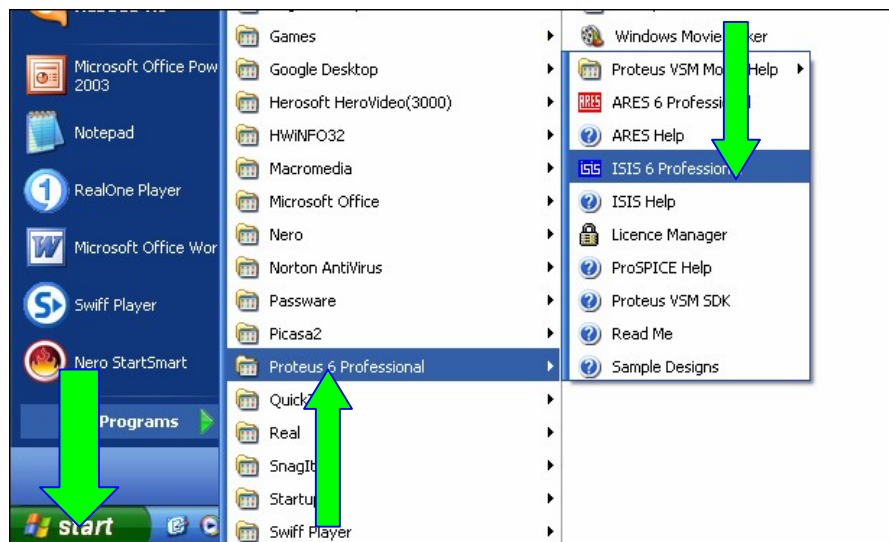 Microsoft Office Pow
2003
Notepad
RealOne Player
Microsoft Office Wor
Swiff Player
Nero StartSmart
Programs
start
Games
Google Desktop
Herosoft HeroVideo(3000)
HWiNFO32
Macromedia
Microsoft Office
Nero
Norton AntiVirus
Passware
Picasa2
Proteus 6 Professional
Real
SnagIt
Startup
Swiff Player
Windows Movie
Proteus VSM Help
ARES 6 Professional
ARES Help
ISIS 6 Professional
ISIS Help
Licence Manager
ProSPICE Help
Proteus VSM SDK
Read Me
Sample Designs